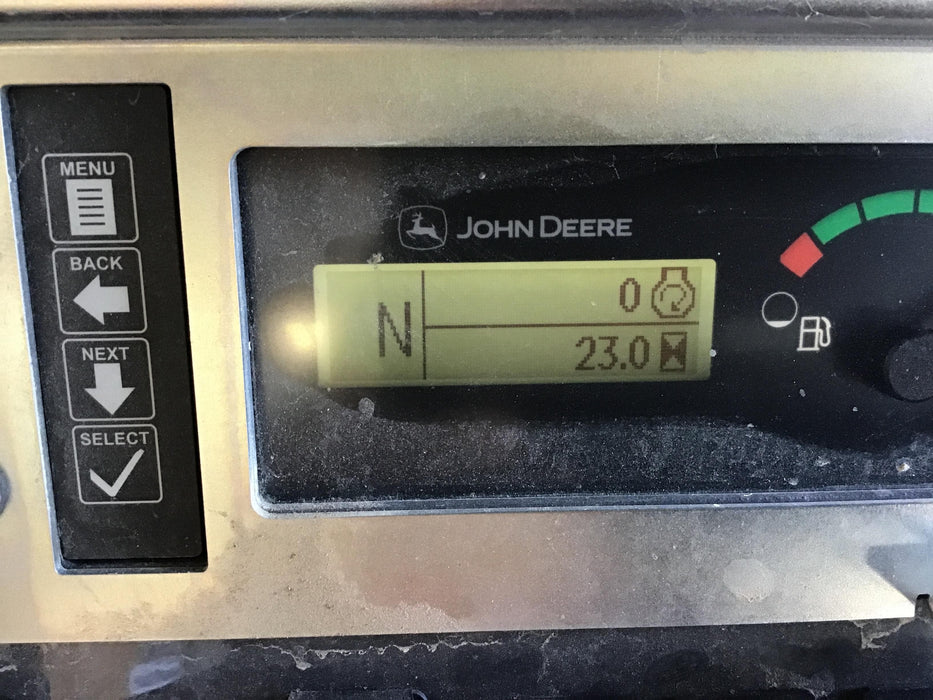 MENU
BACK
NEXT
SELECT
JOHN DEERE
N
0
23.0